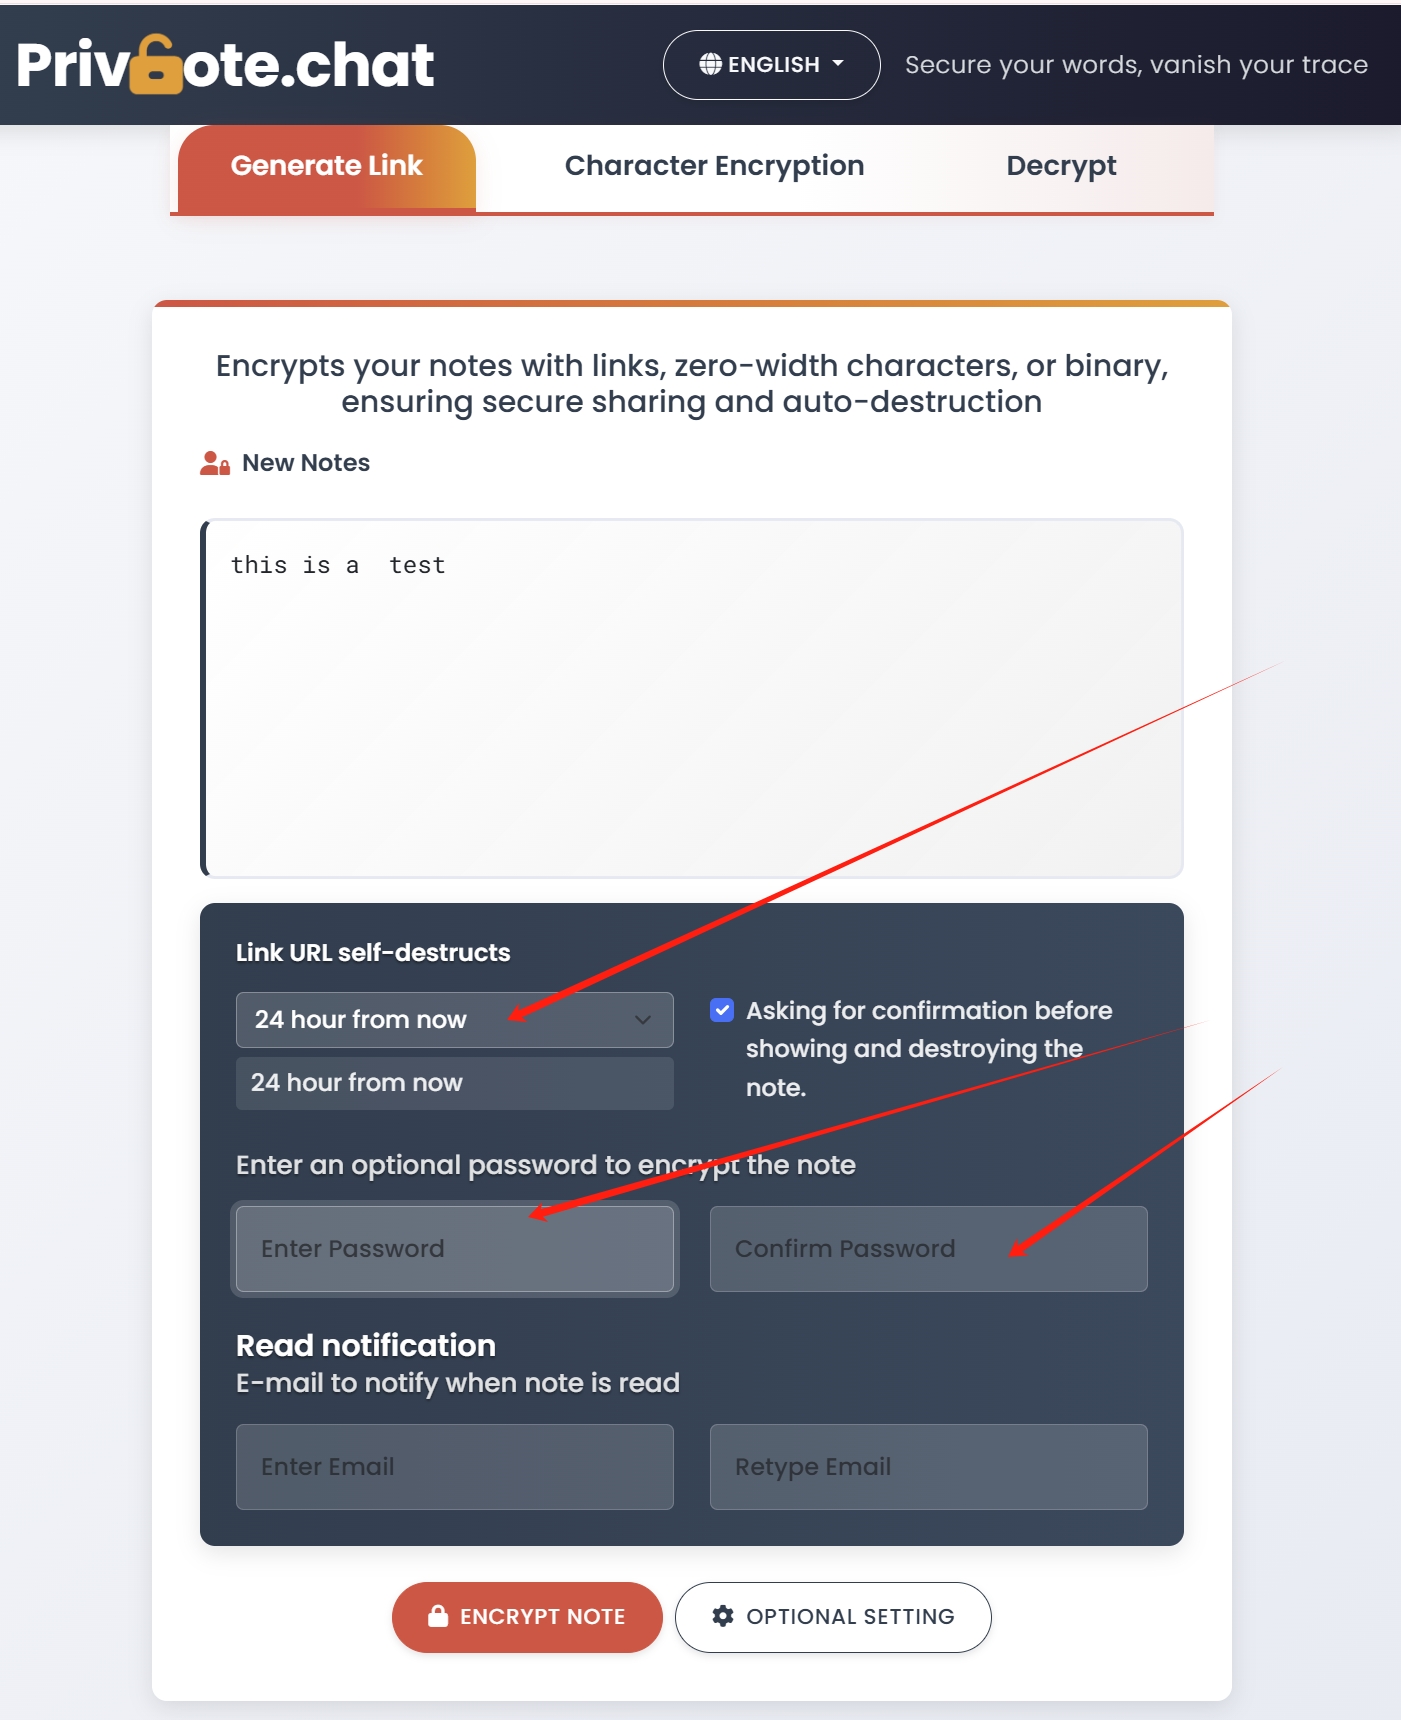 Privnote.chat
ENGLISH
Secure your words, vanish your trace
Generate Link
Character Encryption
Decrypt
Encrypts your notes with links, zero-width characters, or binary,
ensuring secure sharing and auto-destruction
New Notes
this is a  test
Link URL self-destructs
24 hour from now
24 hour from now
Asking for confirmation before
showing and destroying the
note.
Enter an optional password to encrypt the note
Enter Password
Confirm Password
Read notification
E-mail to notify when note is read
Enter Email
Retype Email
ENCRYPT NOTE
OPTIONAL SETTING